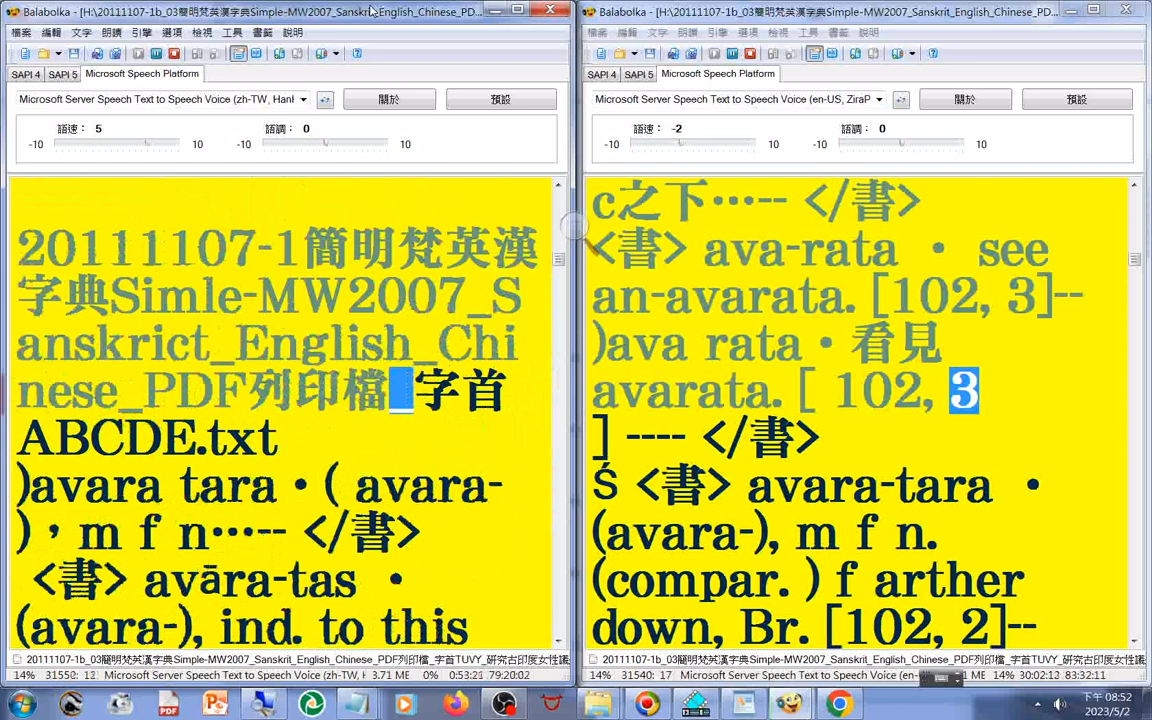 Balabolka - [H:\20111107-1b_03簡明梵英漢字典Simple-MW2007_Sanskrit_English_Chinese_PD...
檔案 編輯 文字 朗讀 引擎 選項 檢視 工具 書籤 說明
SAPI 4 SAPI 5 Microsoft Speech Platform
Microsoft Server Speech Text to Speech Voice (zh-TW, HanH 關於 預設
語速： 5 語調： 0
-10 10 -10 10
20111107-1簡明梵英漢
字典Simle-MW2007_S
anskrict_English_Chi
nese_PDF列印檔_字首
ABCDE.txt
)avara tara・( avara-
)，m f n…-- </書>
<書> avāra-tas •
(avara-), ind. to this
20111107-1b_03簡明梵英漢字典Simple-MW2007_Sanskrit_English_Chinese_PDF列印檔_字首TUVY_研究古印度女性議
14% 31550: 12 Microsoft Server Speech Text to Speech Voice (zh-TW, H 3.71 MB 0% 0:53:21 79:20:02
Balabolka - [H:\20111107-1b_03簡明梵英漢字典Simple-MW2007_Sanskrit_English_Chinese_PD...
檔案 編輯 文字 朗讀 引擎 選項 檢視 工具 書籤 說明
SAPI 4 SAPI 5 Microsoft Speech Platform
Microsoft Server Speech Text to Speech Voice (en-US, ZiraP 關於 預設
語速： -2 語調： 0
-10 10 -10 10
c之下…-- </書>
<書> ava-rata • see
an-avarata. [102, 3]--
)ava rata・看見
avarata. [ 102, 3
] ---- </書>
Ś <書> avara-tara •
(avara-), m f n.
(compar. ) f arther
down, Br. [102, 2]--
20111107-1b_03簡明梵英漢字典Simple-MW2007_Sanskrit_English_Chinese_PDF列印檔_字首TUVY_研究古印度女性議
14% 31540: 17 Microsoft Server Speech Text to Speech Voice 14% 30:02:13 83:32:11
下午 08:52
2023/5/2